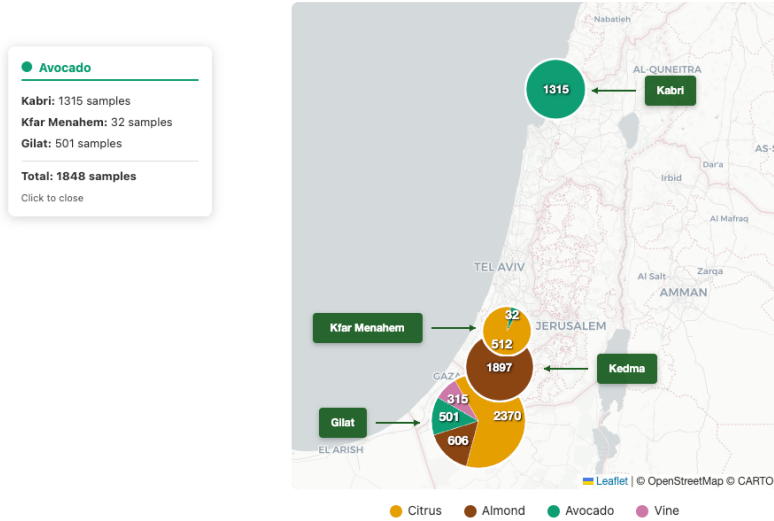 Avocado
Kabri: 1315 samples
Kfar Menahem: 32 samples
Gilat: 501 samples
Total: 1848 samples
Click to close
Nabatieh
AL-QUNEITRA
1315
Kabri
AS-S
Dar'a
Irbid
Al Mafraq
TEL AVIV
Al Salt
Zarqa
AMMAN
32
Kfar Menahem
JERUSALEM
512
1897
Kedma
GAZA
315
501
2370
Gilat
606
EL ARISH
Leaflet | © OpenStreetMap © CARTO
Citrus Almond Avocado Vine